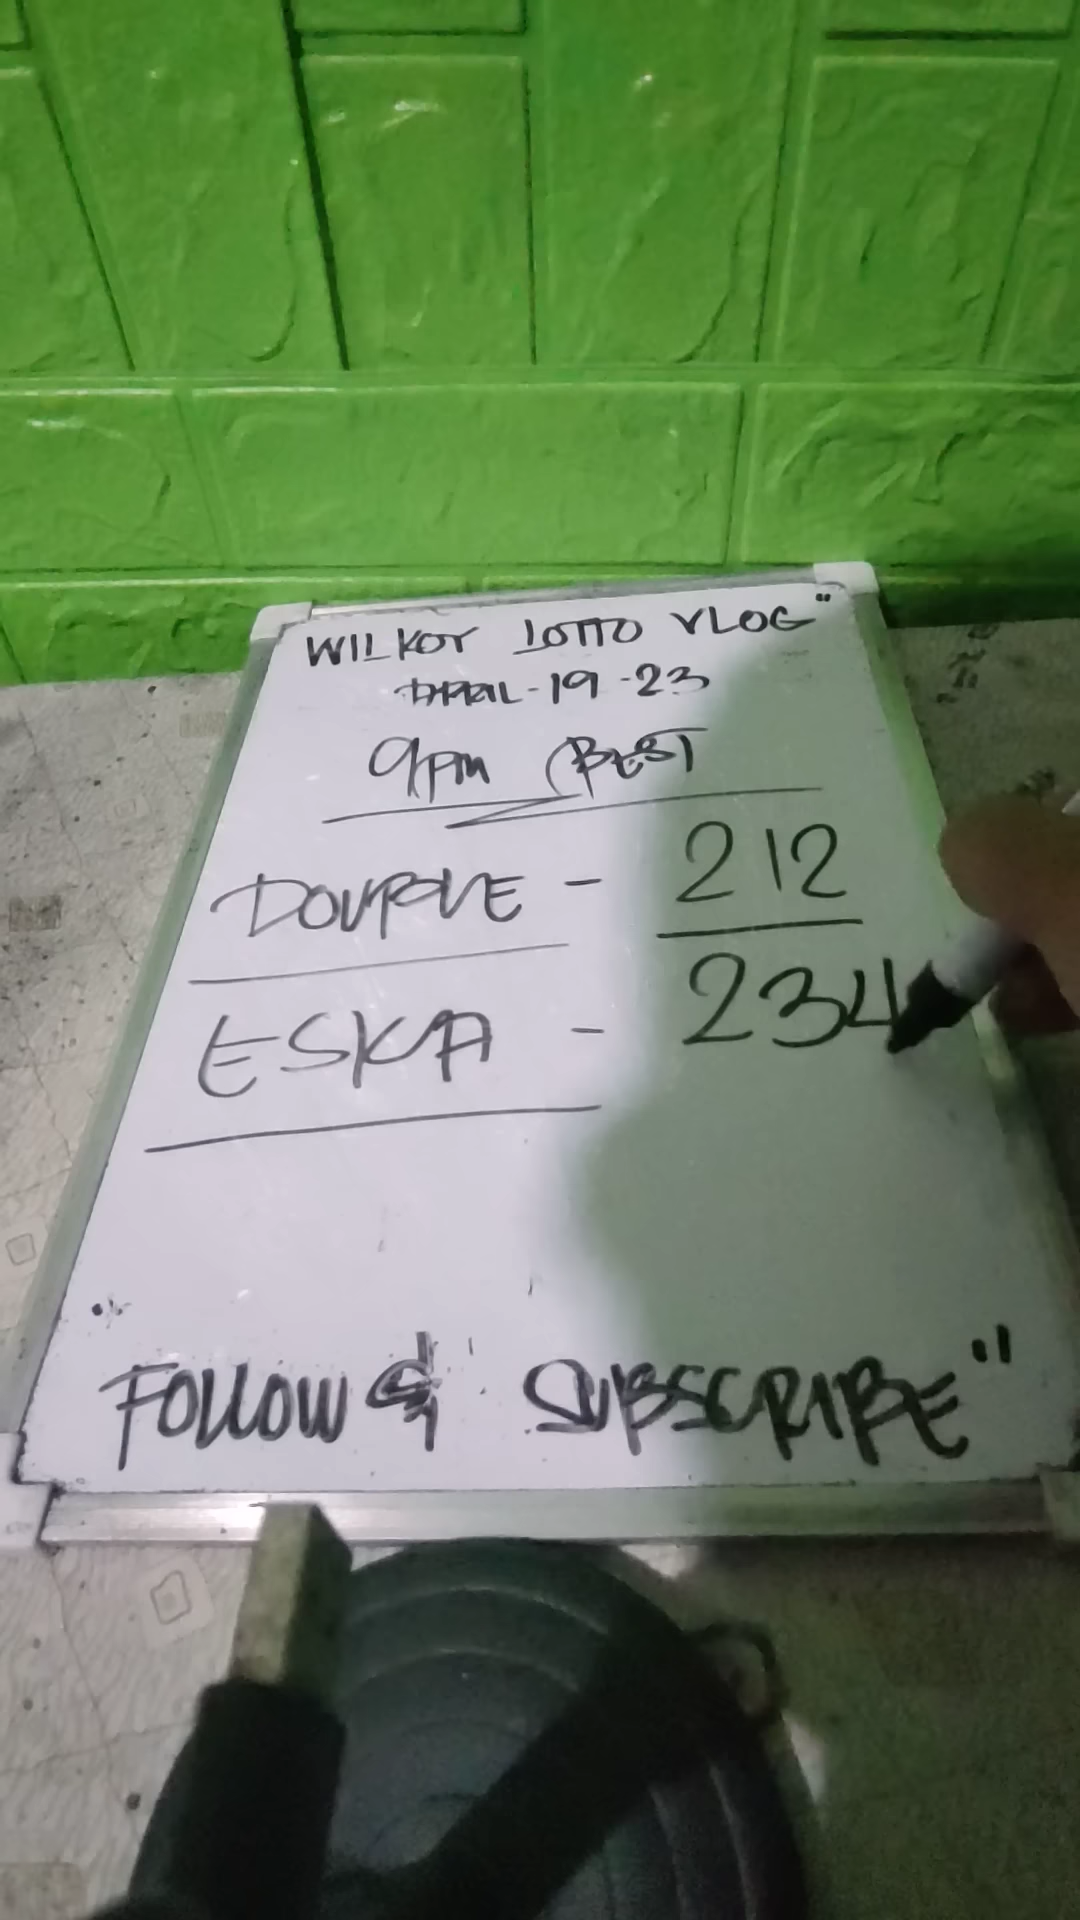 WILKOY LOTTO VLOG"
APRIL-19-23
9pm (BEST
DOUBLE - 212
ESKA - 234
FOLLOW & SUBSCRIBE"